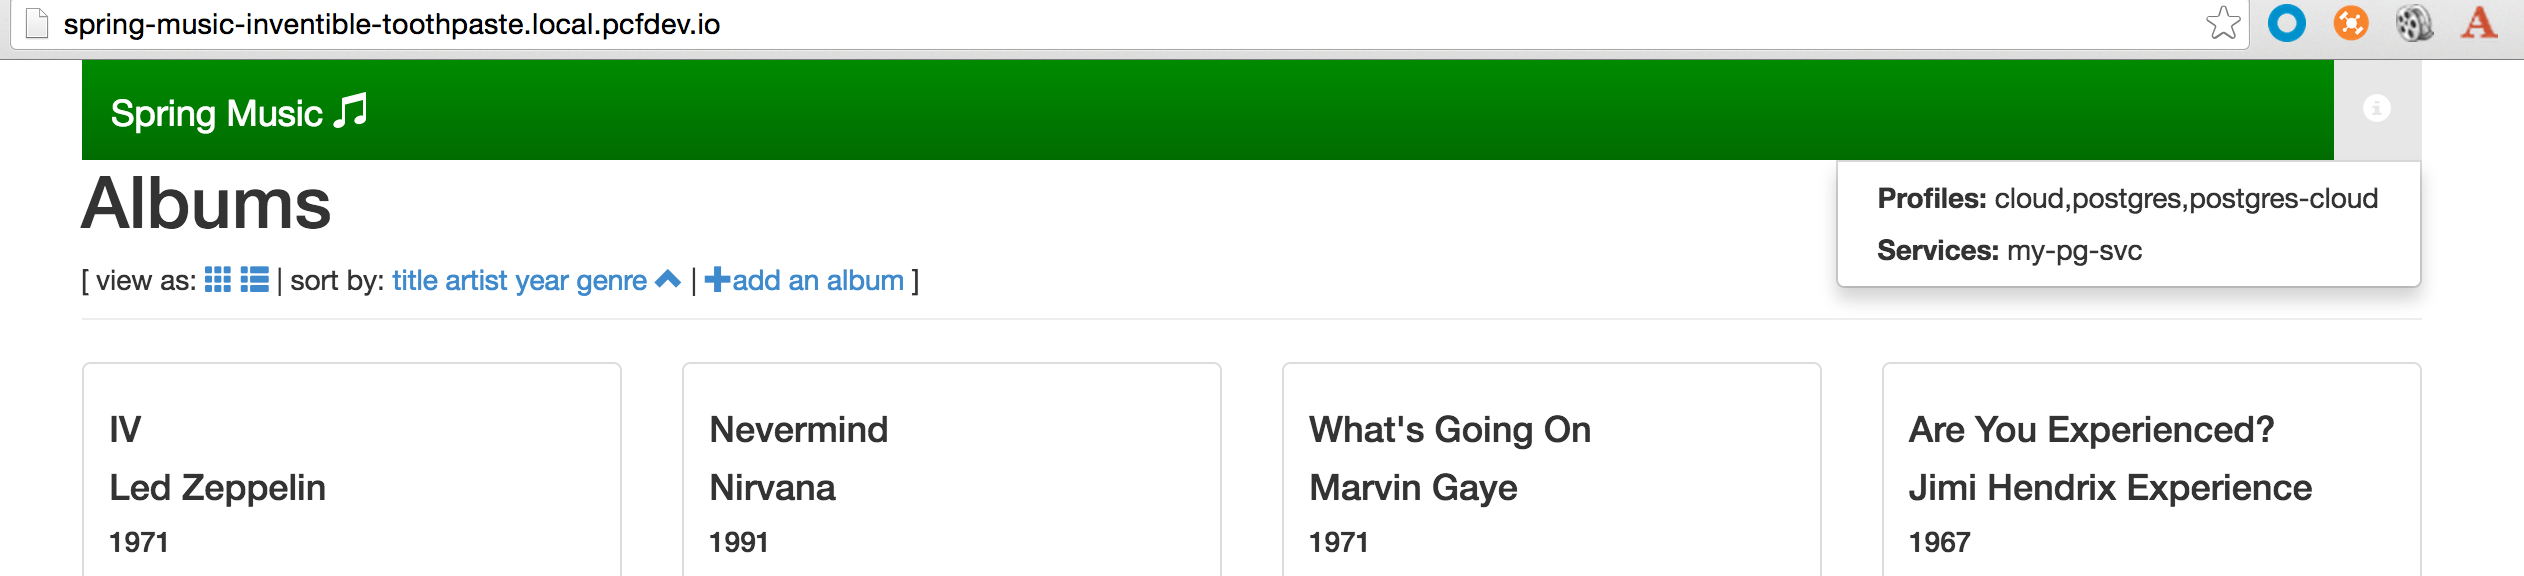 spring-music-inventible-toothpaste.local.pcfdev.io
Spring Music
Profiles: cloud,postgres,postgres-cloud
Services: my-pg-svc
Albums
[ view as: | sort by: title artist year genre | add an album ]
IV
Led Zeppelin
1971
Nevermind
Nirvana
1991
What's Going On
Marvin Gaye
1971
Are You Experienced?
Jimi Hendrix Experience
1967